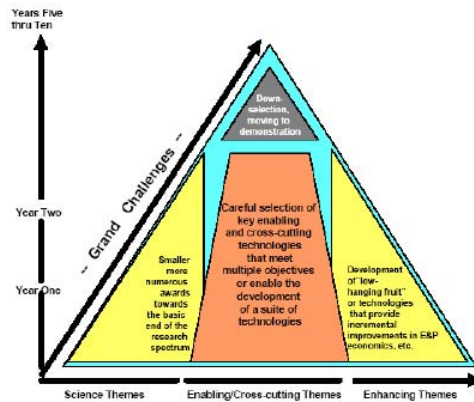 Years Five
thru Ten
Down-
selection,
moving to
demonstration
-- Grand Challenges --
Year Two
Year One
Smaller
more
numerous
awards
towards
the basic
end of the
research
spectrum
Careful selection of
key enabling
and cross-cutting
technologies
that meet
multiple objectives
or enable the
development
of a suite of
technologies
Development
of "low-
hanging fruit"
or technologies
that provide
incremental
improvements in E&P
economics, etc.
Science Themes
Enabling/Cross-cutting Themes
Enhancing Themes